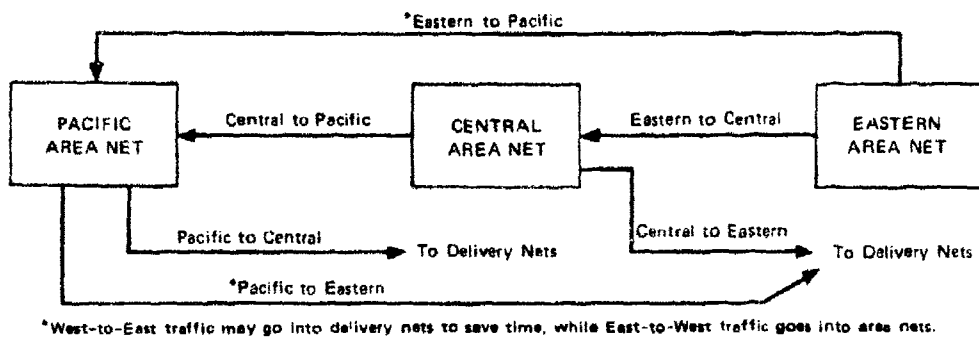 *Eastern to Pacific
PACIFIC
AREA NET
Central to Pacific
CENTRAL
AREA NET
Eastern to Central
EASTERN
AREA NET
Pacific to Central
To Delivery Nets
Central to Eastern
To Delivery Nets
*Pacific to Eastern
*West-to-East traffic may go into delivery nets to save time, while East-to-West traffic goes into area nets.